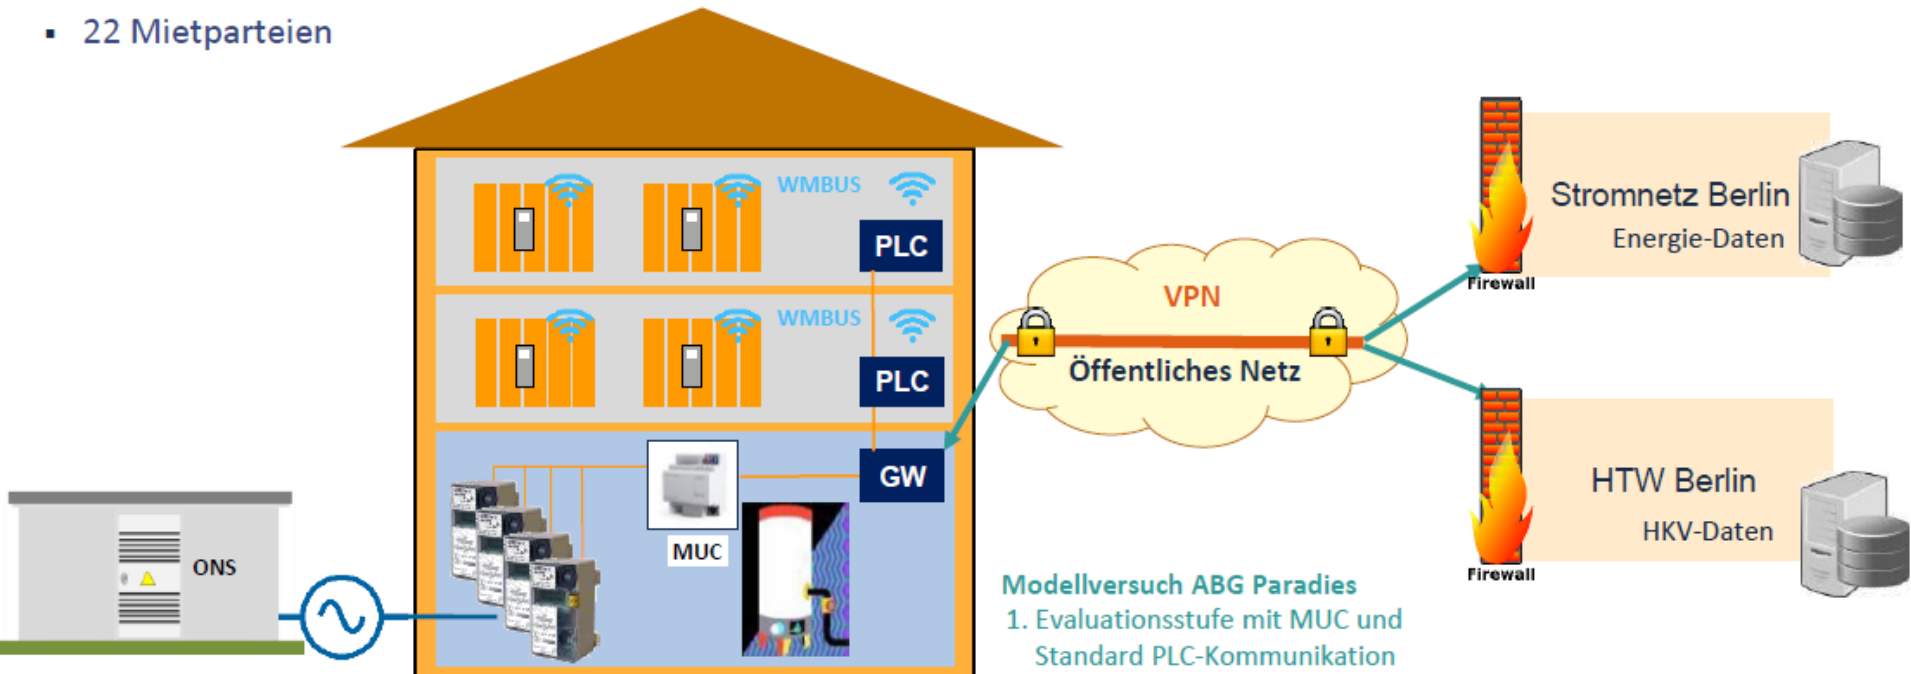 ▪ 22 Mietparteien
WMBUS
PLC
WMBUS
PLC
GW
MUC
ONS
VPN
Öffentliches Netz
Firewall
Stromnetz Berlin
Energie-Daten
Firewall
HTW Berlin
HKV-Daten
Modellversuch ABG Paradies
1. Evaluationsstufe mit MUC und
Standard PLC-Kommunikation